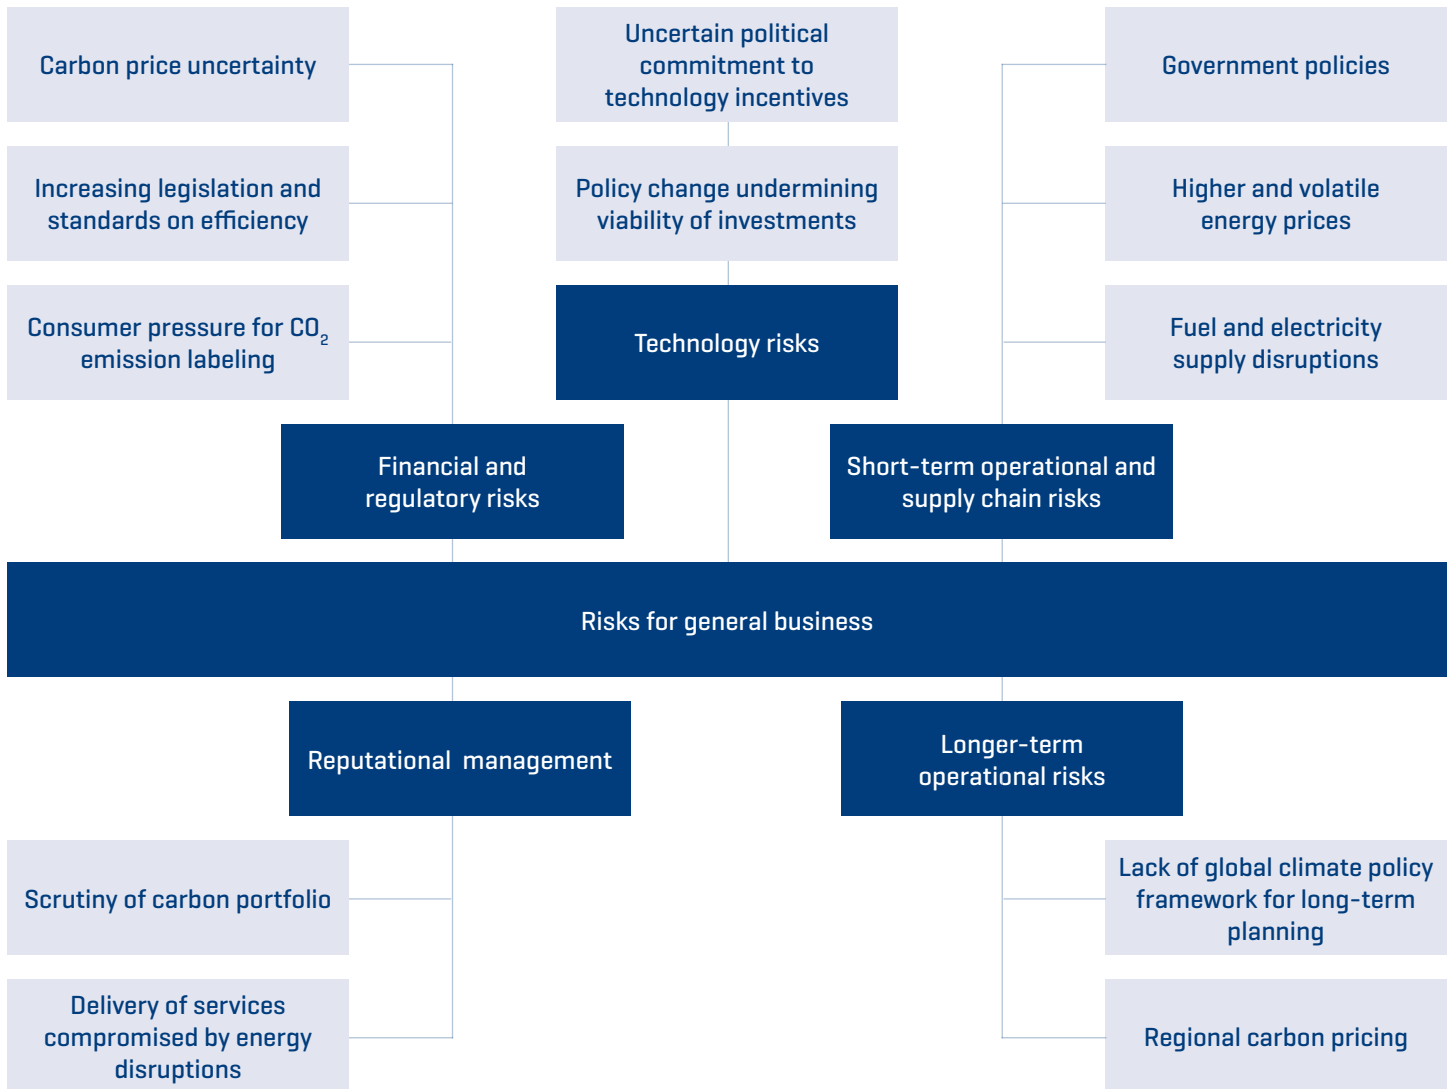 Carbon price uncertainty
Uncertain political
commitment to
technology incentives
Government policies
Increasing legislation and
standards on efficiency
Policy change undermining
viability of investments
Higher and volatile
energy prices
Consumer pressure for CO₂
emission labeling
Technology risks
Fuel and electricity
supply disruptions
Financial and
regulatory risks
Short-term operational and
supply chain risks
Risks for general business
Reputational management
Longer-term
operational risks
Scrutiny of carbon portfolio
Lack of global climate policy
framework for long-term
planning
Delivery of services
compromised by energy
disruptions
Regional carbon pricing